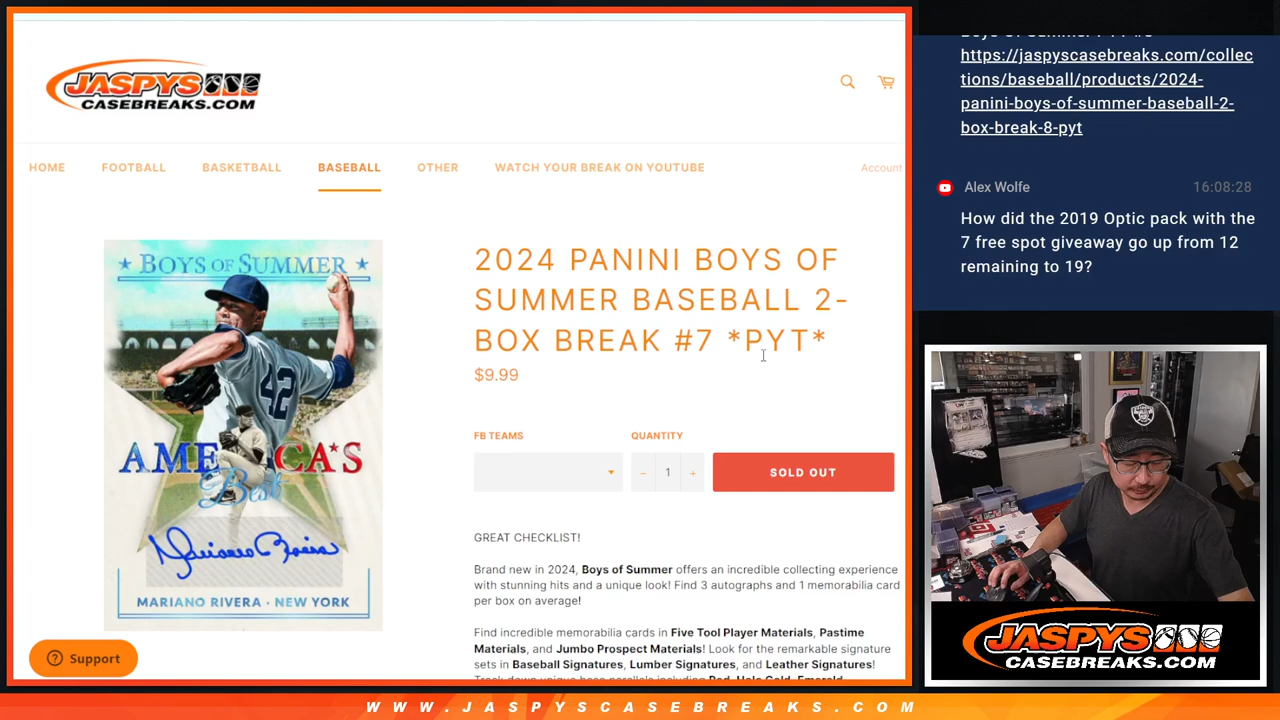 JASPYS
CASEBREAKS.COM
HOME FOOTBALL BASKETBALL BASEBALL OTHER WATCH YOUR BREAK ON YOUTUBE Account
★ BOYS OF SUMMER ★
42
AMERICA'S
Best
MARIANO RIVERA · NEW YORK
2024 PANINI BOYS OF
SUMMER BASEBALL 2-
BOX BREAK #7 *PYT*
$9.99
FB TEAMS QUANTITY
− 1 + SOLD OUT
GREAT CHECKLIST!
Brand new in 2024, Boys of Summer offers an incredible collecting experience
with stunning hits and a unique look! Find 3 autographs and 1 memorabilia card
per box on average!
Find incredible memorabilia cards in Five Tool Player Materials, Pastime
Materials, and Jumbo Prospect Materials! Look for the remarkable signature
sets in Baseball Signatures, Lumber Signatures, and Leather Signatures!
Support
https://jaspyscasebreaks.com/collec
tions/baseball/products/2024-
panini-boys-of-summer-baseball-2-
box-break-8-pyt
Alex Wolfe 16:08:28
How did the 2019 Optic pack with the
7 free spot giveaway go up from 12
remaining to 19?
JASPYS
CASEBREAKS.COM
WWW.JASPYSCASEBREAKS.COM